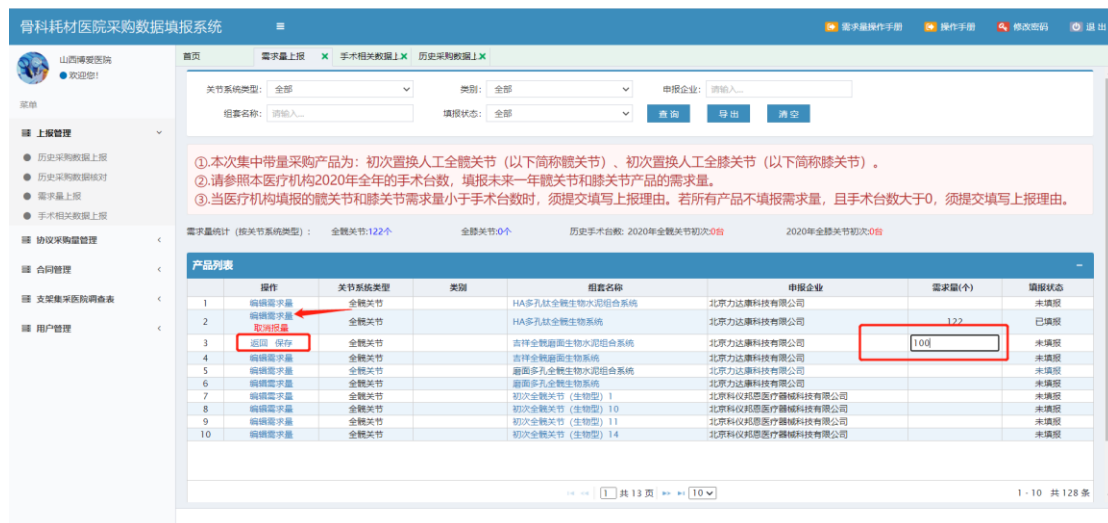 骨科耗材医院采购数据填报系统
需求量操作手册 操作手册 修改密码 退出
山西博爱医院
欢迎您!
首页 需求量上报 手术相关数据上 历史采购数据上
菜单
上报管理
历史采购数据上报
历史采购数据核对
需求量上报
手术相关数据上报
协议采购量管理
合同管理
支架集采医院调查表
用户管理
关节系统类型: 全部 类别: 全部 申报企业: 请输入...
组套名称: 请输入... 填报状态: 全部 查询 导出 清空
①.本次集中带量采购产品为:初次置换人工全髋关节(以下简称髋关节)、初次置换人工全膝关节(以下简称膝关节)。
②.请参照本医疗机构2020年全年的手术台数,填报未来一年髋关节和膝关节产品的需求量。
③.当医疗机构填报的髋关节和膝关节需求量小于手术台数时,须提交填写上报理由。若所有产品不填报需求量,且手术台数大于0,须提交填写上报理由。
需求量统计(按关节系统类型): 全髋关节:122个 全膝关节:0个 历史手术台数: 2020年全髋关节初次:0台 2020年全膝关节初次:0台
产品列表
操作 关节系统类型 类别 组套名称 申报企业 需求量(个) 填报状态
1 编辑需求量 全髋关节 HA多孔钛全髋生物水泥组合系统 北京力达康科技有限公司 未填报
2 编辑需求量 取消报量 全髋关节 HA多孔钛全髋生物系统 北京力达康科技有限公司 122 已填报
3 返回 保存 全髋关节 吉祥全髋磨面生物水泥组合系统 北京力达康科技有限公司 100 未填报
4 编辑需求量 全髋关节 吉祥全髋磨面生物系统 北京力达康科技有限公司 未填报
5 编辑需求量 全髋关节 磨面多孔全髋生物水泥组合系统 北京力达康科技有限公司 未填报
6 编辑需求量 全髋关节 磨面多孔全髋生物系统 北京力达康科技有限公司 未填报
7 编辑需求量 全髋关节 初次全髋关节(生物型)1 北京科仪邦恩医疗器械科技有限公司 未填报
8 编辑需求量 全髋关节 初次全髋关节(生物型)10 北京科仪邦恩医疗器械科技有限公司 未填报
9 编辑需求量 全髋关节 初次全髋关节(生物型)11 北京科仪邦恩医疗器械科技有限公司 未填报
10 编辑需求量 全髋关节 初次全髋关节(生物型)14 北京科仪邦恩医疗器械科技有限公司 未填报
1 共 13 页 10 1 - 10 共 128 条